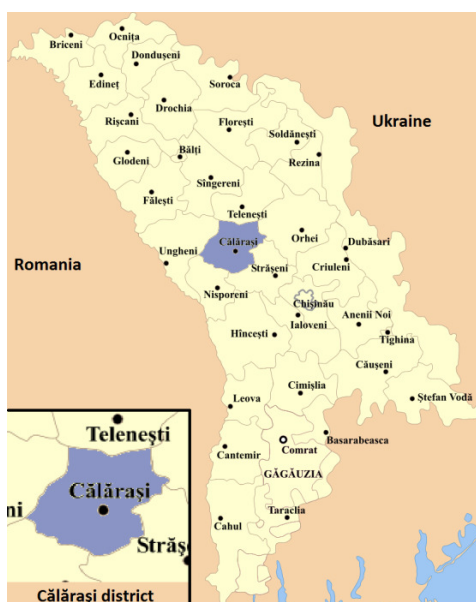 Ocnița
Briceni
Dondușeni
Edineț
Soroca
Drochia
Rîșcani
Florești
Ukraine
Soldănești
Bălți
Glodeni
Rezina
Sîngereni
Fălești
Telenești
Orhei
Călărași
Dubăsari
Ungheni
Romania
Criuleni
Strășeni
Nisporeni
Chișinău
Anenii Noi
Ialoveni
Hîncești
Tighina
Căușeni
Cimișlia
Ștefan Vodă
Leova
Basarabeasca
Comrat
Cantemir
GĂGĂUZIA
Taraclia
Cahul
Telenești
Călărași
ni
Străș
Călărași district